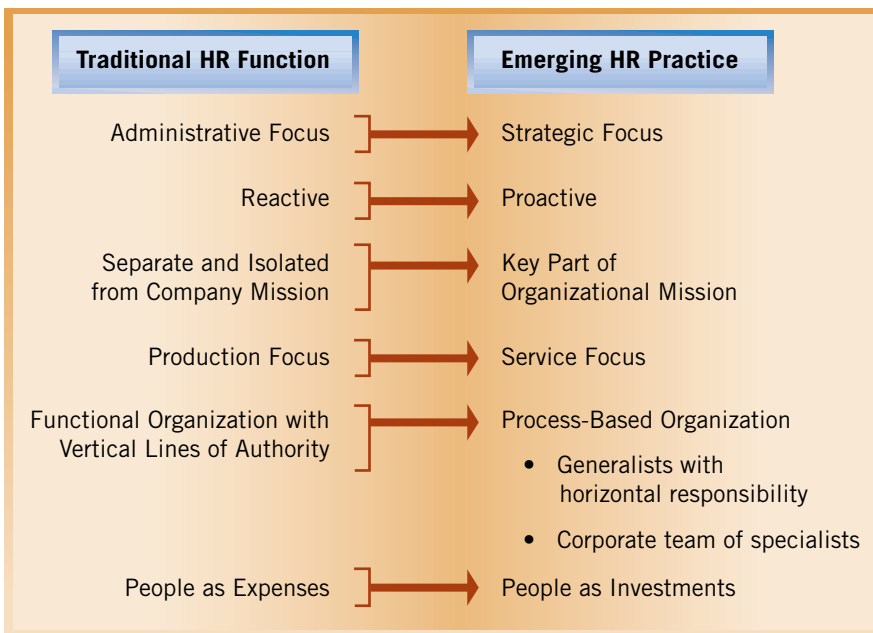 Traditional HR Function
Emerging HR Practice
Administrative Focus
Strategic Focus
Reactive
Proactive
Separate and Isolated
from Company Mission
Key Part of
Organizational Mission
Production Focus
Service Focus
Functional Organization with
Vertical Lines of Authority
Process-Based Organization
• Generalists with
horizontal responsibility
• Corporate team of specialists
People as Expenses
People as Investments